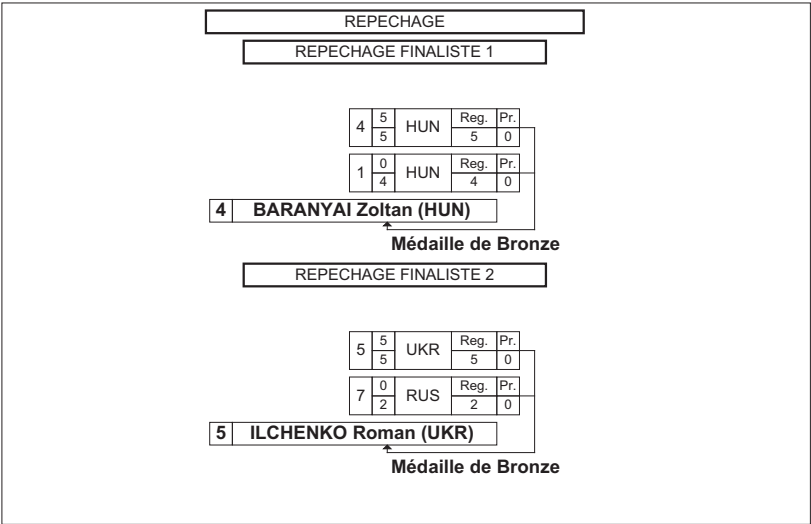 REPECHAGE
REPECHAGE FINALISTE 1
4 5 HUN Reg. Pr.
5 5 0
1 0 HUN Reg. Pr.
4 4 0
4 BARANYAI Zoltan (HUN)
Médaille de Bronze
REPECHAGE FINALISTE 2
5 5 UKR Reg. Pr.
5 5 0
7 0 RUS Reg. Pr.
2 2 0
5 ILCHENKO Roman (UKR)
Médaille de Bronze